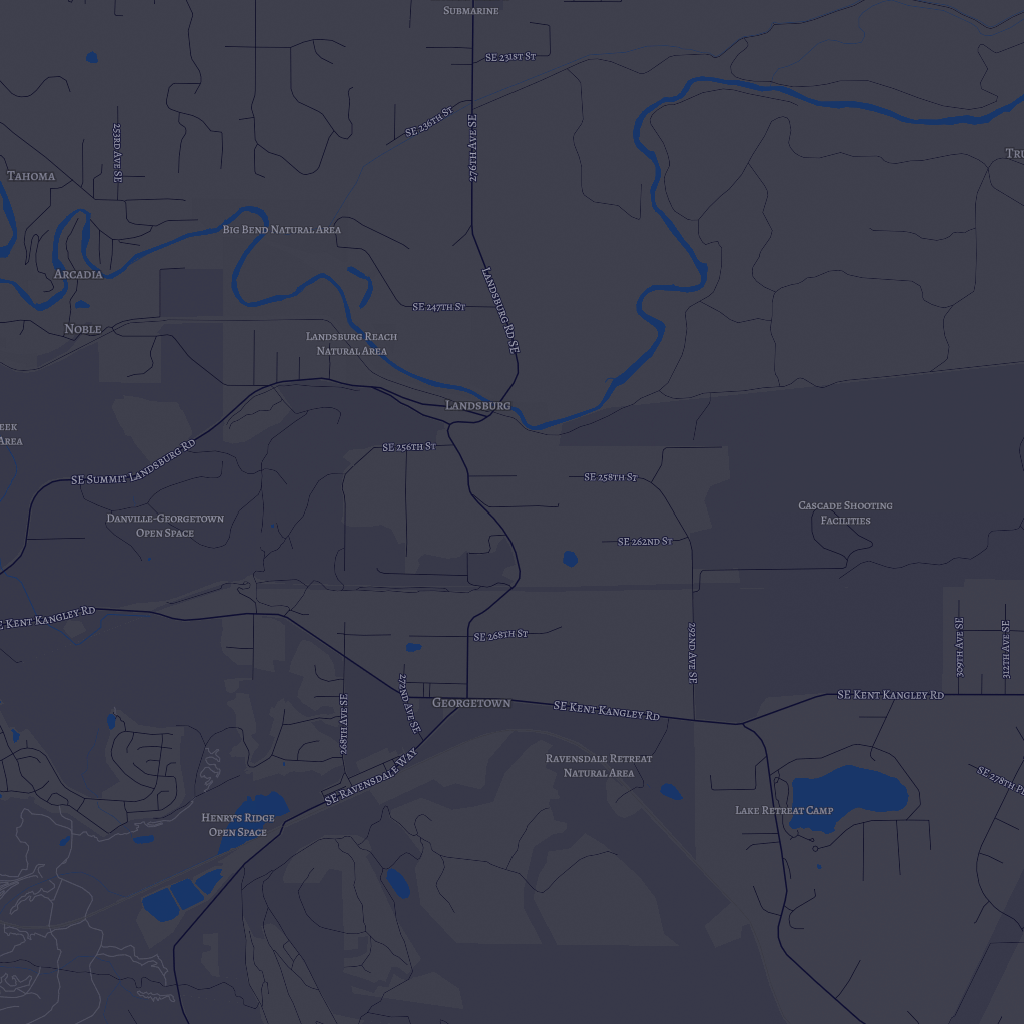 Submarine
SE 231st St
SE 236th St
276th Ave SE
253rd Ave SE
Tahoma
Big Bend Natural Area
Arcadia
Landsburg Rd SE
SE 247th St
Noble
Landsburg Reach
Natural Area
Landsburg
SE 256th St
SE Summit Landsburg Rd
SE 258th St
Danville-Georgetown
Open Space
Cascade Shooting
Facilities
SE 262nd St
SE Kent Kangley Rd
SE 268th St
292nd Ave SE
309th Ave SE
312th Ave SE
272nd Ave SE
268th Ave SE
Georgetown
SE Kent Kangley Rd
SE Kent Kangley Rd
Ravensdale Retreat
Natural Area
SE Ravensdale Way
SE 278th Pl
Lake Retreat Camp
Henry's Ridge
Open Space